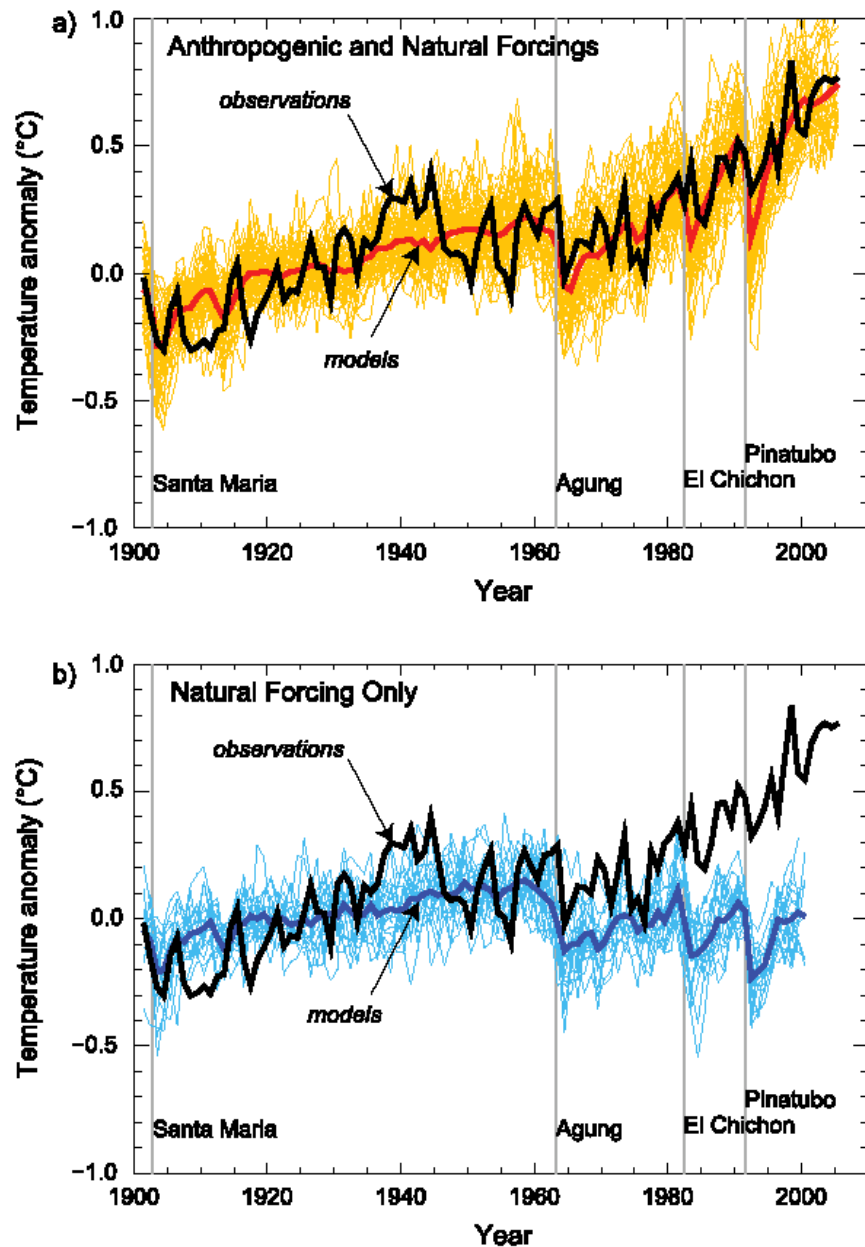 a)
Anthropogenic and Natural Forcings
observations
models
Temperature anomaly (°C)
1.0
0.5
0.0
−0.5
−1.0
Santa Maria
Agung
El Chichon
Pinatubo
1900 1920 1940 1960 1980 2000
Year
b)
Natural Forcing Only
observations
models
Temperature anomaly (°C)
1.0
0.5
0.0
−0.5
−1.0
Santa Maria
Agung
El Chichon
Pinatubo
1900 1920 1940 1960 1980 2000
Year